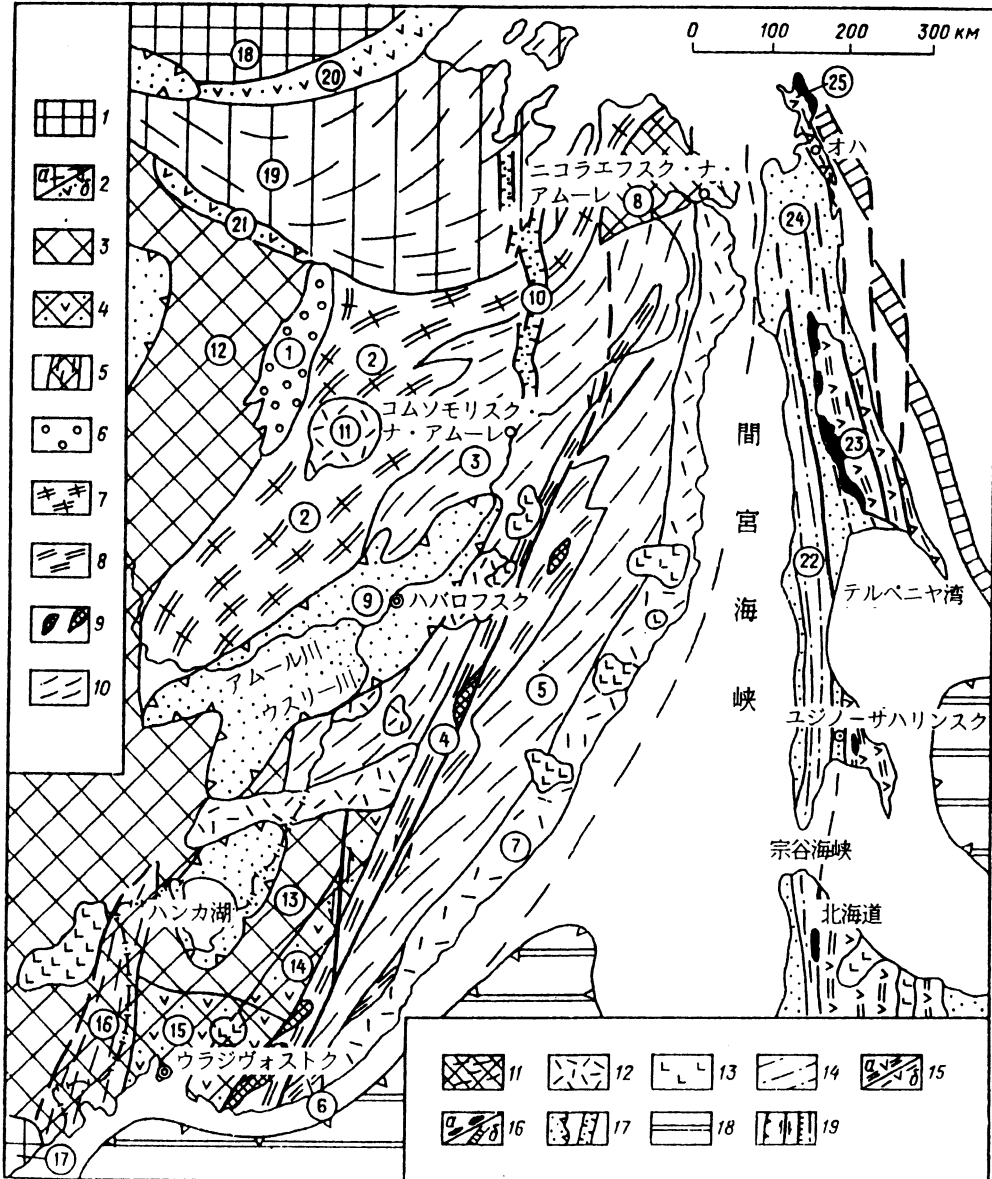 0 100 200 300 км
18
20
25
オハ
1
а б 2
3
4
5
6
7
8
9
10
19
21
ニコラエフスク・ナ・
アムーレ
8
24
10
12
1
2
11
コムソモリスク・
ナ・アムーレ
3
2
23
間宮海峡
22
テルペニヤ湾
9
ハバロフスク
アムール川
ウスリー川
5
4
ユジノーサハリンスク
7
宗谷海峡
13
ハンカ湖
北海道
14
16
15
ウラジヴォストク
6
17
11
12
13
14
а б 15
а б 16
17
18
19